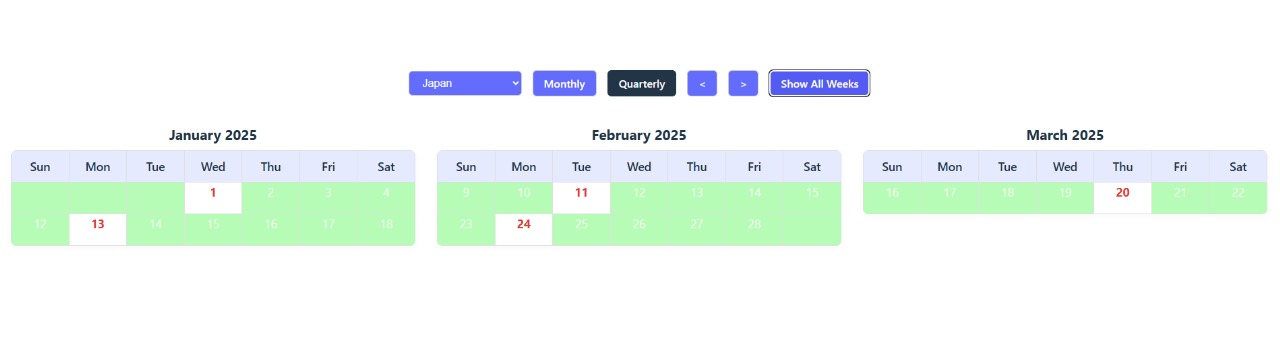 Japan Monthly Quarterly < > Show All Weeks
January 2025 February 2025 March 2025
Sun Mon Tue Wed Thu Fri Sat Sun Mon Tue Wed Thu Fri Sat Sun Mon Tue Wed Thu Fri Sat
1 2 3 4 9 10 11 12 13 14 15 16 17 18 19 20 21 22
12 13 14 15 16 17 18 23 24 25 26 27 28